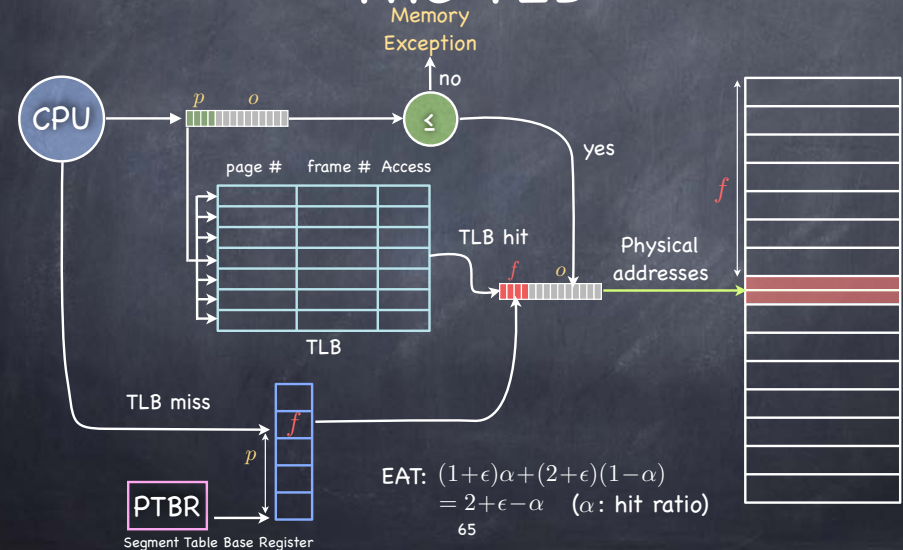 Memory
Exception
no
p o
CPU
≤
yes
page # frame # Access
f
TLB hit
Physical
addresses
f o
TLB
TLB miss
f
p
EAT: (1+ϵ)α+(2+ϵ)(1−α)
= 2+ϵ−α (α: hit ratio)
PTBR
65
Segment Table Base Register